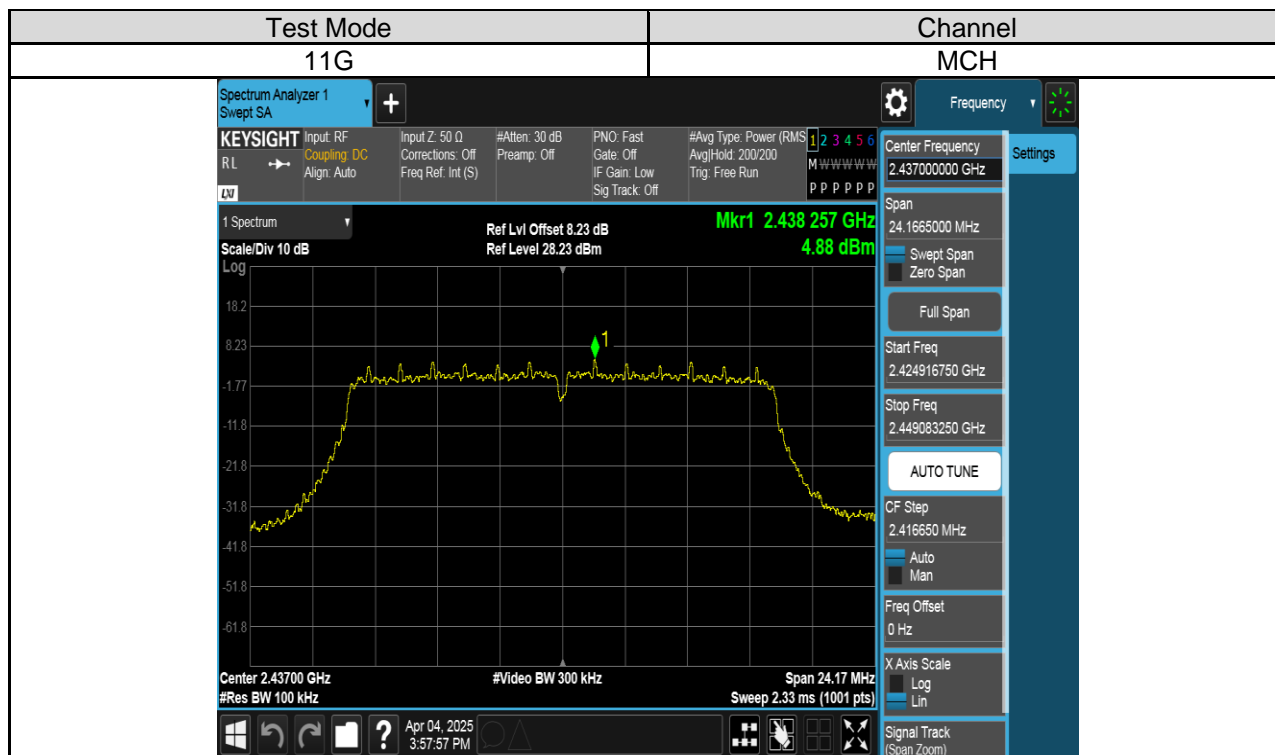 Test Mode Channel
11G MCH
Spectrum Analyzer 1
Swept SA
+
Frequency
KEYSIGHT
R L
LXI
Input: RF
Coupling: DC
Align: Auto
Input Z: 50 Ω
Corrections: Off
Freq Ref: Int (S)
#Atten: 30 dB
Preamp: Off
PNO: Fast
Gate: Off
IF Gain: Low
Sig Track: Off
#Avg Type: Power (RMS
Avg|Hold: 200/200
Trig: Free Run
1 2 3 4 5 6
M W W W W W
P P P P P P
1 Spectrum
Scale/Div 10 dB
Log
Ref Lvl Offset 8.23 dB
Ref Level 28.23 dBm
Mkr1 2.438 257 GHz
4.88 dBm
18.2
8.23
-1.77
-11.8
-21.8
-31.8
-41.8
-51.8
-61.8
1
Center 2.43700 GHz
#Res BW 100 kHz
#Video BW 300 kHz
Span 24.17 MHz
Sweep 2.33 ms (1001 pts)
Center Frequency
2.437000000 GHz
Settings
Span
24.1665000 MHz
Swept Span
Zero Span
Full Span
Start Freq
2.424916750 GHz
Stop Freq
2.449083250 GHz
AUTO TUNE
CF Step
2.416650 MHz
Auto
Man
Freq Offset
0 Hz
X Axis Scale
Log
Lin
Signal Track
(Span Zoom)
?
Apr 04, 2025
3:57:57 PM